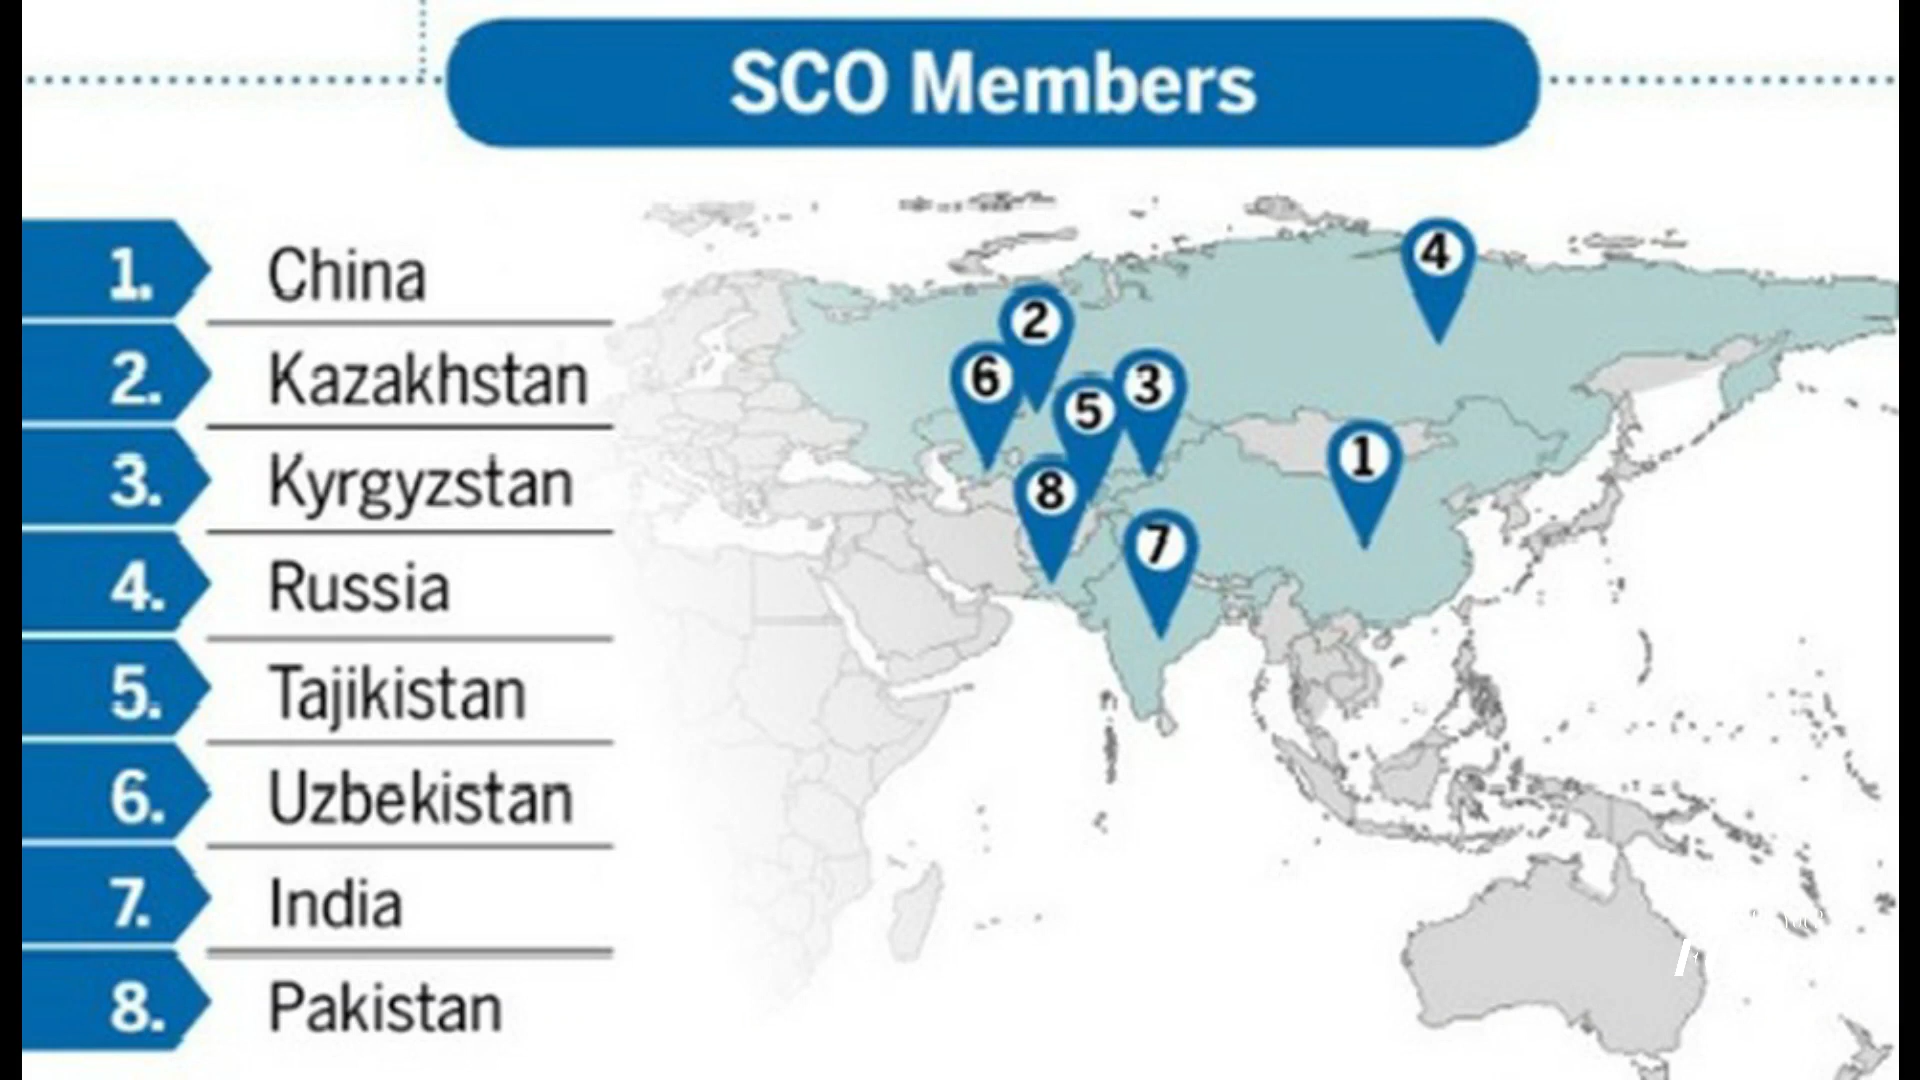 SCO Members
1. China
2. Kazakhstan
3. Kyrgyzstan
4. Russia
5. Tajikistan
6. Uzbekistan
7. India
8. Pakistan
4
2
6
3
5
1
8
7